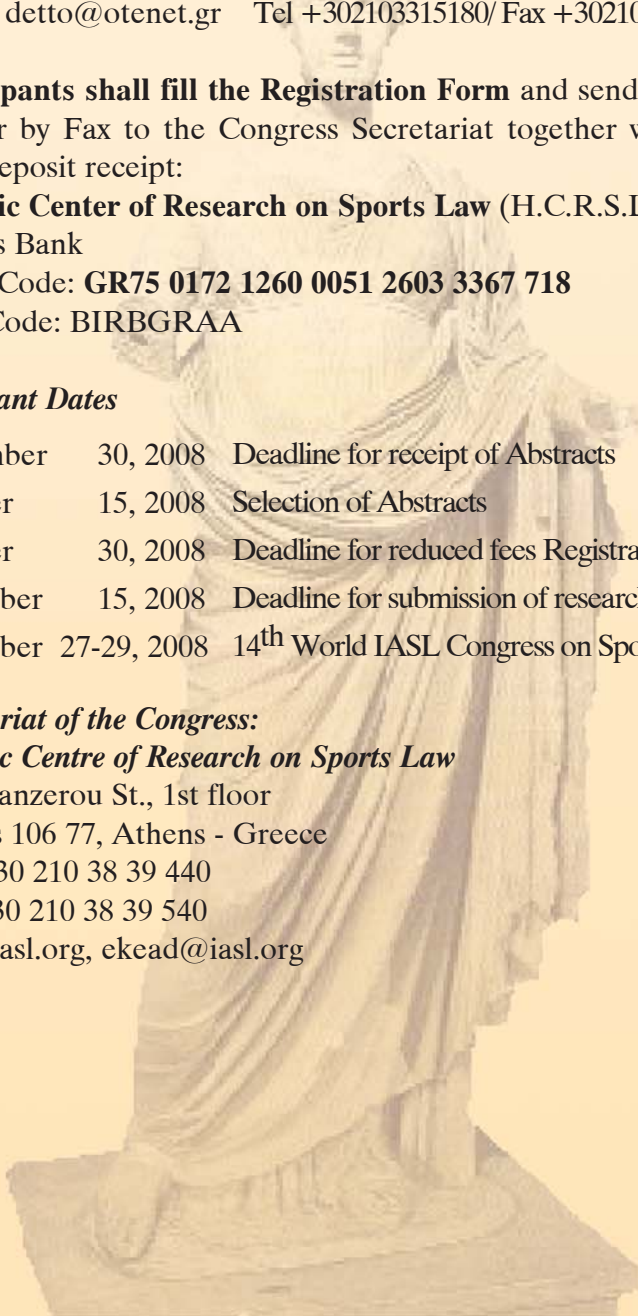 detto@otenet.gr Tel +302103315180/ Fax +30210
pants shall fill the Registration Form and send
r by Fax to the Congress Secretariat together w
eposit receipt:
ic Center of Research on Sports Law (H.C.R.S.L
s Bank
Code: GR75 0172 1260 0051 2603 3367 718
Code: BIRBGRAA
ant Dates
mber 30, 2008 Deadline for receipt of Abstracts
er 15, 2008 Selection of Abstracts
er 30, 2008 Deadline for reduced fees Registra
ber 15, 2008 Deadline for submission of research
ber 27-29, 2008 14th World IASL Congress on Spo
riat of the Congress:
c Centre of Research on Sports Law
anzerou St., 1st floor
s 106 77, Athens - Greece
30 210 38 39 440
30 210 38 39 540
asl.org, ekead@iasl.org